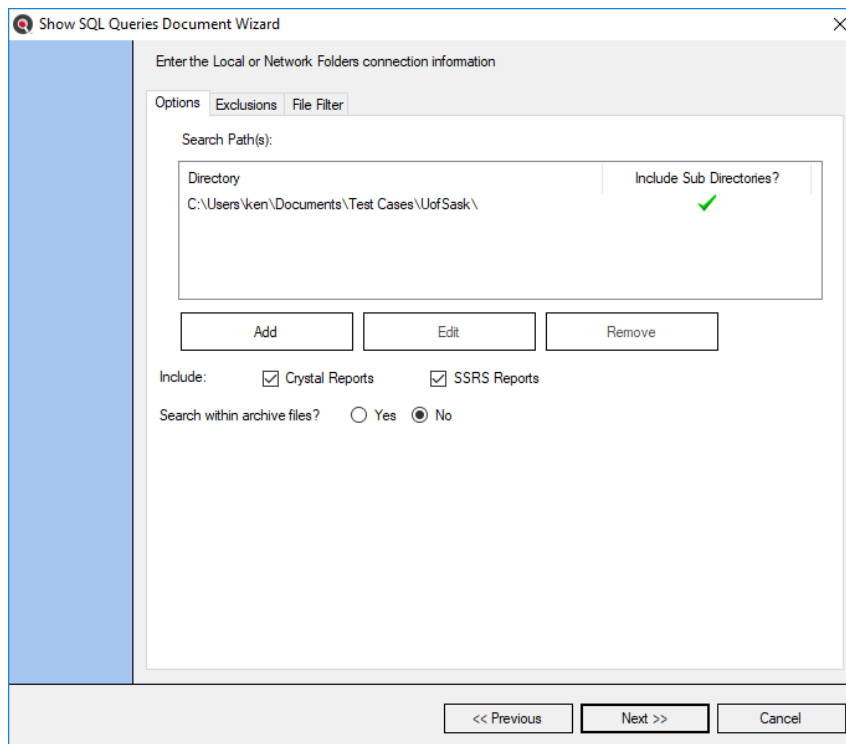 Show SQL Queries Document Wizard
Enter the Local or Network Folders connection information
Options Exclusions File Filter
Search Path(s):
Directory Include Sub Directories?
C:\Users\ken\Documents\Test Cases\UofSask\
Add Edit Remove
Include: Crystal Reports SSRS Reports
Search within archive files? Yes No
<< Previous Next >> Cancel